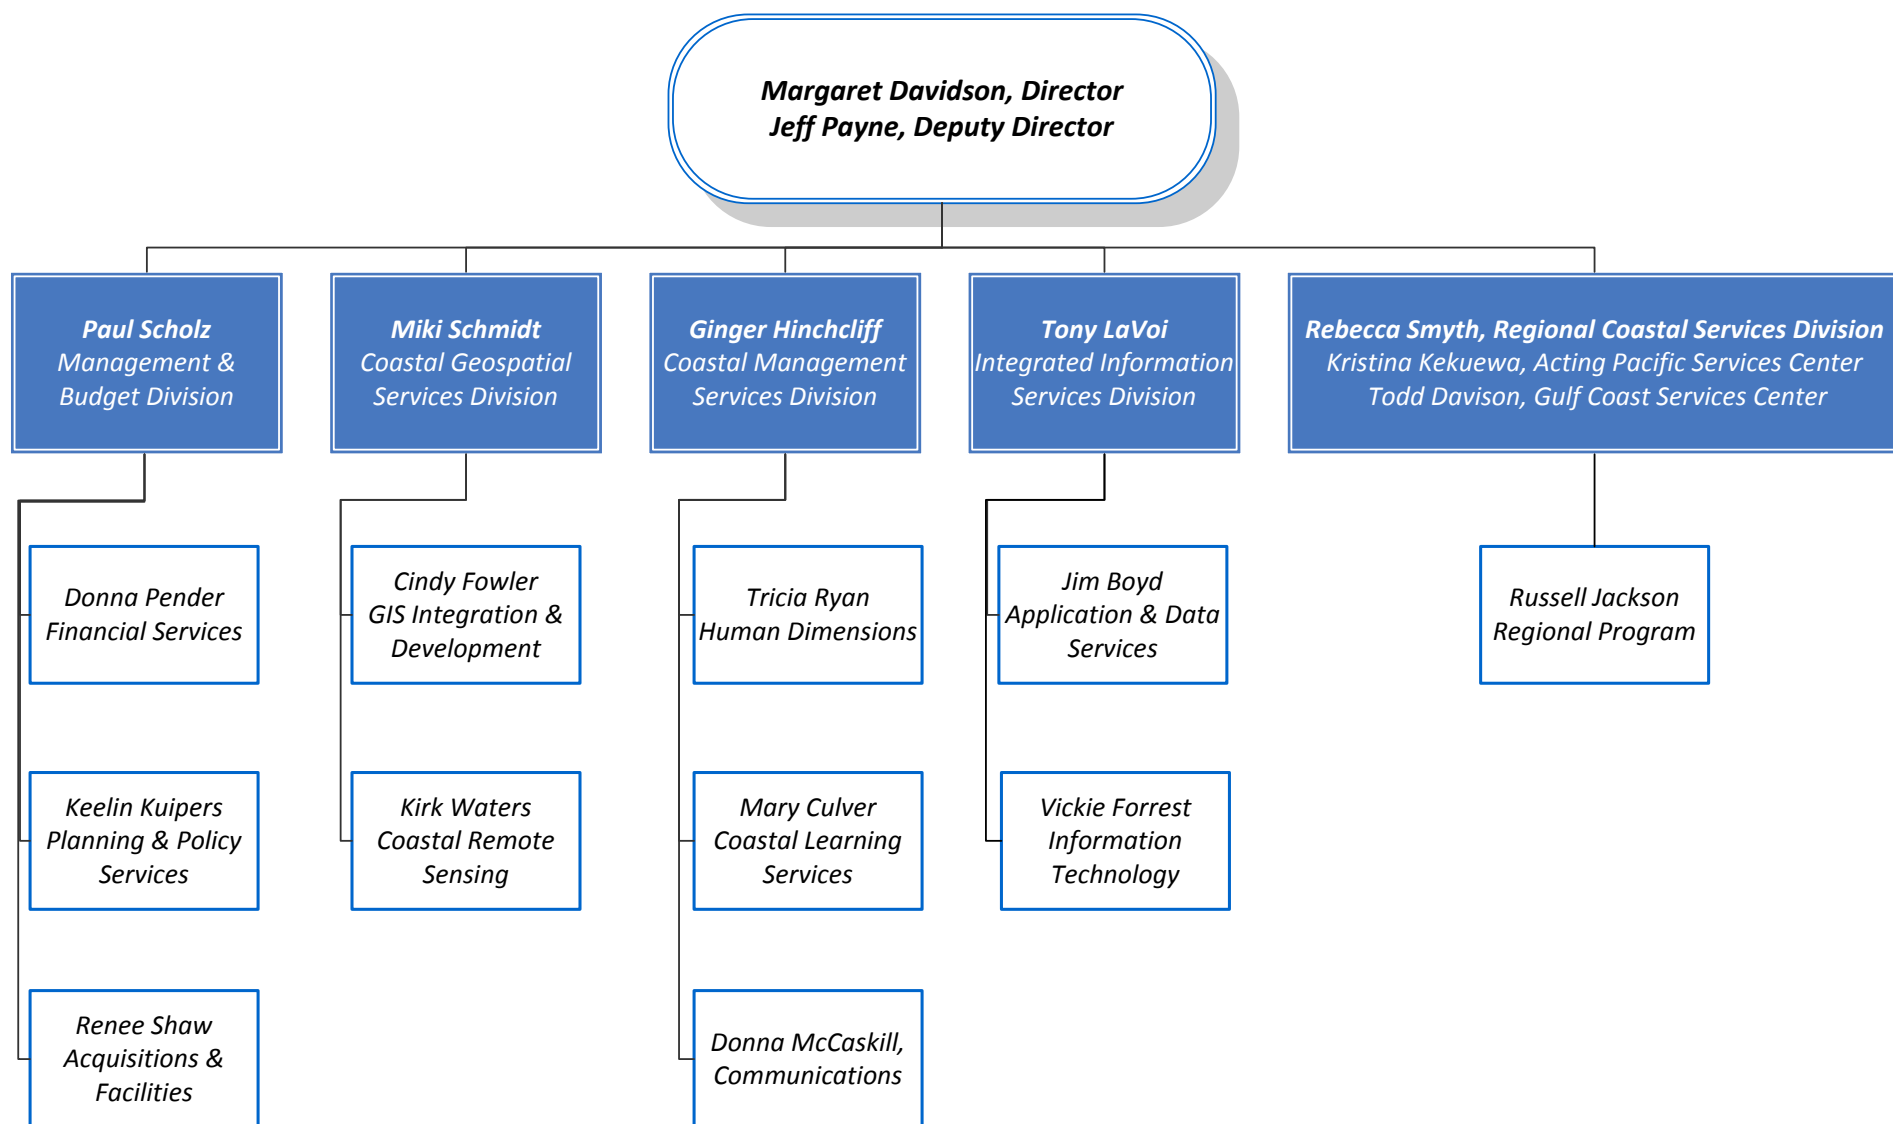 Margaret Davidson, Director
Jeff Payne, Deputy Director
Paul Scholz
Management &
Budget Division
Miki Schmidt
Coastal Geospatial
Services Division
Ginger Hinchcliff
Coastal Management
Services Division
Tony LaVoi
Integrated Information
Services Division
Rebecca Smyth, Regional Coastal Services Division
Kristina Kekuewa, Acting Pacific Services Center
Todd Davison, Gulf Coast Services Center
Donna Pender
Financial Services
Cindy Fowler
GIS Integration &
Development
Tricia Ryan
Human Dimensions
Jim Boyd
Application & Data
Services
Russell Jackson
Regional Program
Keelin Kuipers
Planning & Policy
Services
Kirk Waters
Coastal Remote
Sensing
Mary Culver
Coastal Learning
Services
Vickie Forrest
Information
Technology
Renee Shaw
Acquisitions &
Facilities
Donna McCaskill,
Communications